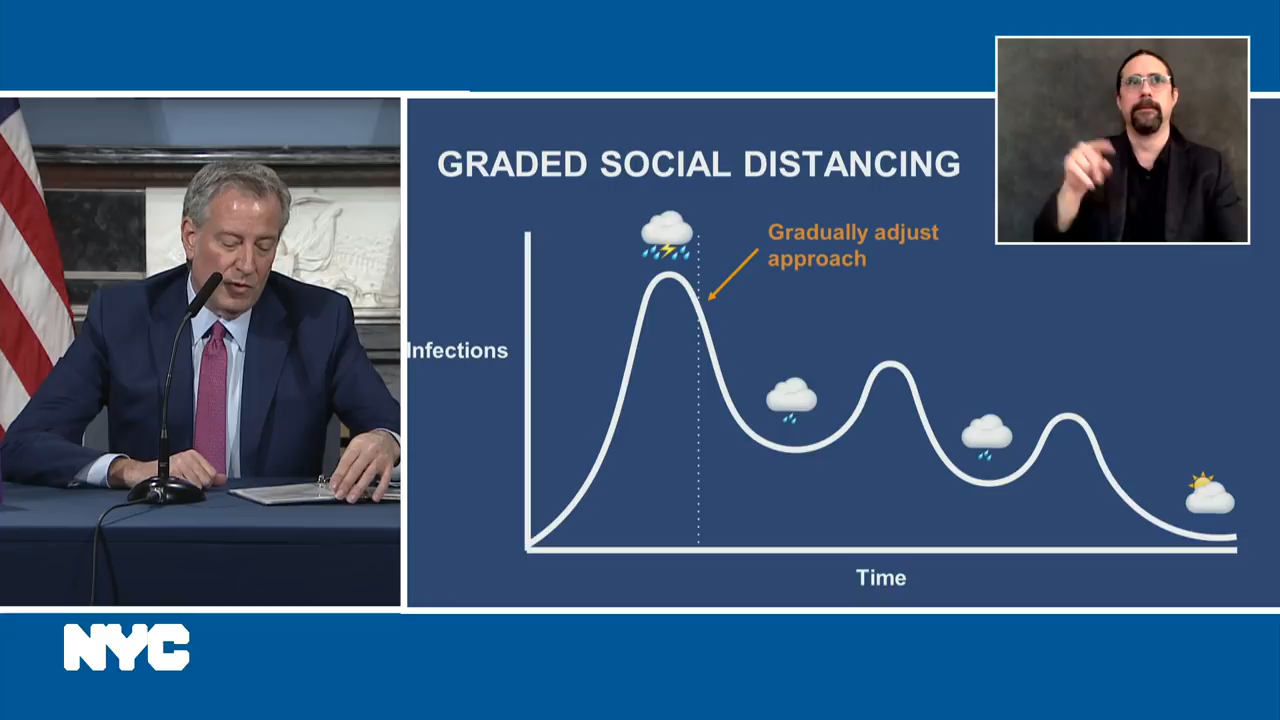 GRADED SOCIAL DISTANCING
Gradually adjust
approach
Infections
Time
NYC